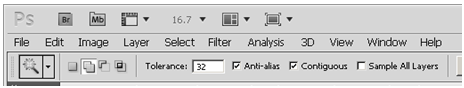 Ps Br Mb 16.7
File Edit Image Layer Select Filter Analysis 3D View Window Help
Tolerance: 32 Anti-alias Contiguous Sample All Layers